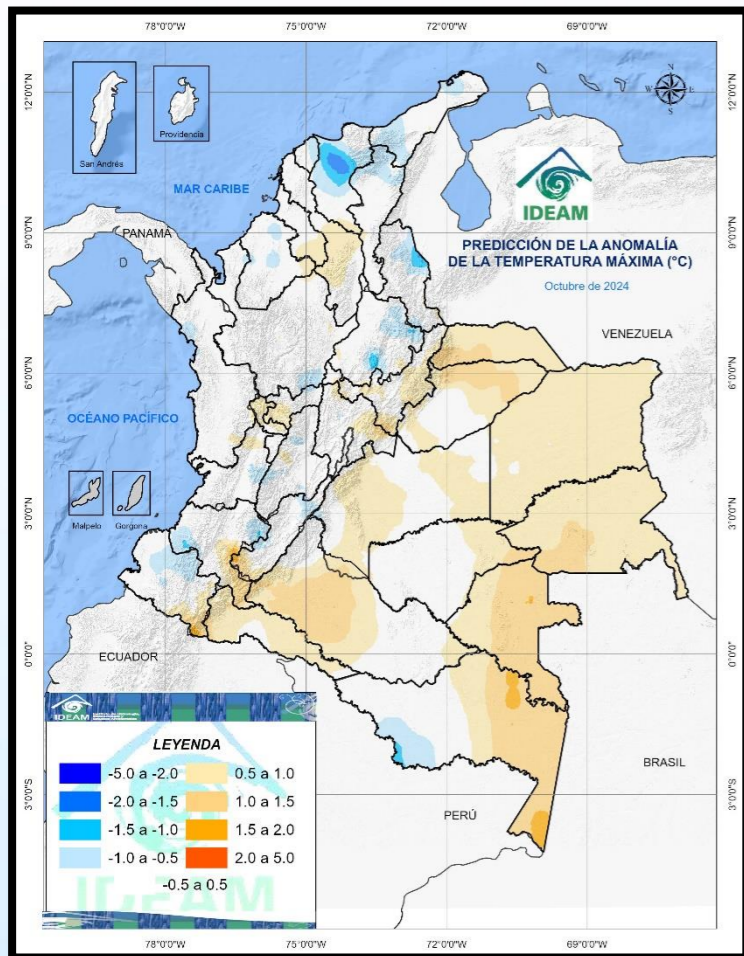 78°0'0"W 75°0'0"W 72°0'0"W 69°0'0"W
12°0'0"N 12°0'0"N
9°0'0"N 9°0'0"N
6°0'0"N 6°0'0"N
3°0'0"N 3°0'0"N
0°0'0" 0°0'0"
3°0'0"S 3°0'0"S
San Andrés
Providencia
N
W E
S
MAR CARIBE
IDEAM
PANAMÁ
PREDICCIÓN DE LA ANOMALÍA
DE LA TEMPERATURA MÁXIMA (°C)
Octubre de 2024
VENEZUELA
OCÉANO PACÍFICO
Malpelo
Gorgona
ECUADOR
BRASIL
PERÚ
IDEAM
LEYENDA
-5.0 a -2.0 0.5 a 1.0
-2.0 a -1.5 1.0 a 1.5
-1.5 a -1.0 1.5 a 2.0
-1.0 a -0.5 2.0 a 5.0
-0.5 a 0.5
IDEAM
78°0'0"W 75°0'0"W 72°0'0"W 69°0'0"W